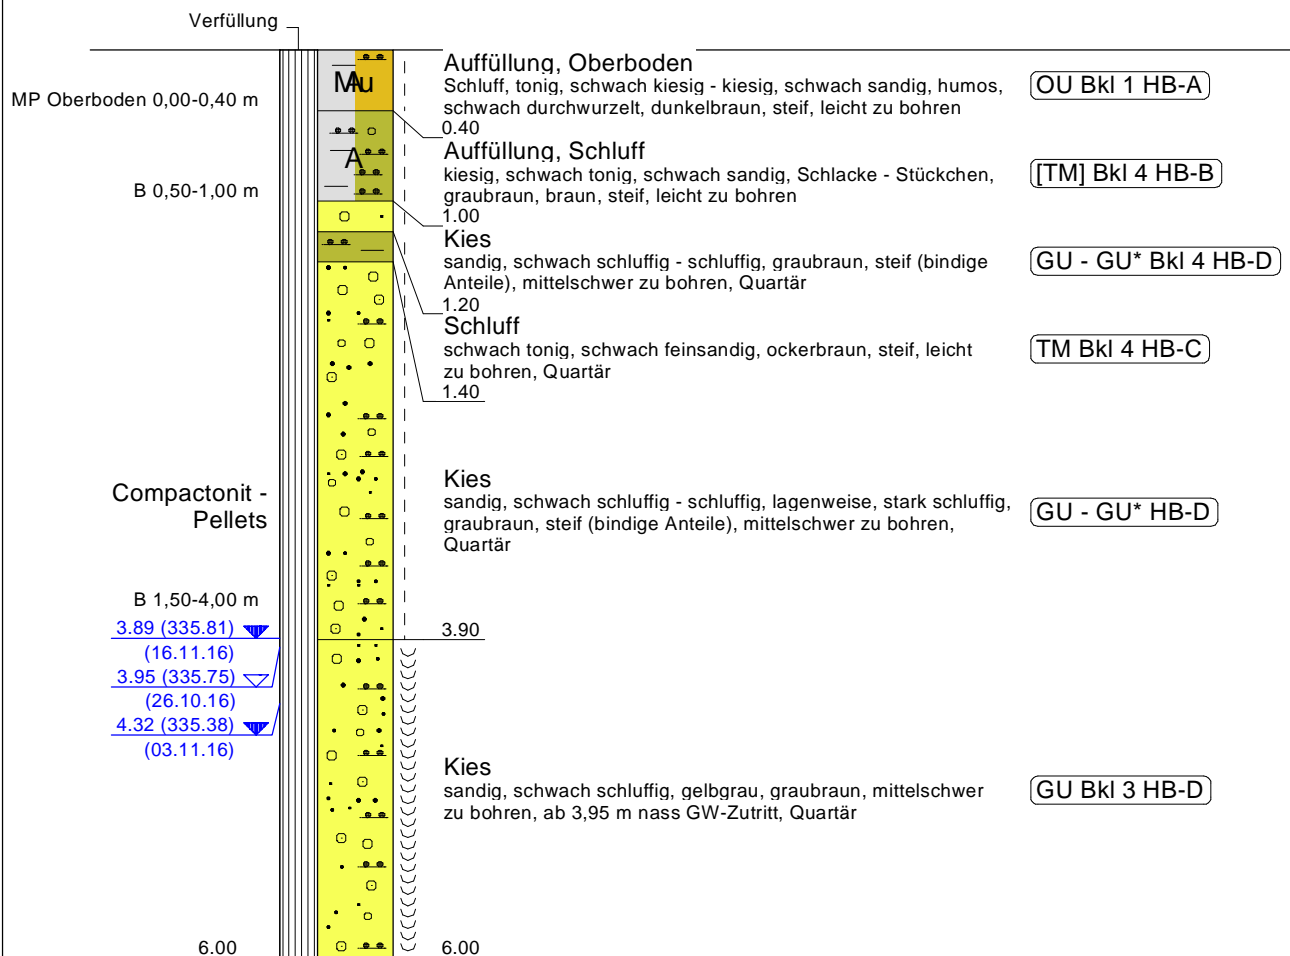 Verfüllung
Auffüllung, Oberboden
Mu
A
Schluff, tonig, schwach kiesig - kiesig, schwach sandig, humos,
schwach durchwurzelt, dunkelbraun, steif, leicht zu bohren
OU Bkl 1 HB-A
MP Oberboden 0,00-0,40 m
0.40
Auffüllung, Schluff
A
kiesig, schwach tonig, schwach sandig, Schlacke - Stückchen,
graubraun, braun, steif, leicht zu bohren
[TM] Bkl 4 HB-B
B 0,50-1,00 m
1.00
Kies
sandig, schwach schluffig - schluffig, graubraun, steif (bindige
Anteile), mittelschwer zu bohren, Quartär
GU - GU* Bkl 4 HB-D
1.20
Schluff
schwach tonig, schwach feinsandig, ockerbraun, steif, leicht
zu bohren, Quartär
TM Bkl 4 HB-C
1.40
Compactonit -
Pellets
Kies
sandig, schwach schluffig - schluffig, lagenweise, stark schluffig,
graubraun, steif (bindige Anteile), mittelschwer zu bohren,
Quartär
GU - GU* HB-D
B 1,50-4,00 m
3.89 (335.81)
(16.11.16)
3.90
3.95 (335.75)
(26.10.16)
4.32 (335.38)
(03.11.16)
Kies
sandig, schwach schluffig, gelbgrau, graubraun, mittelschwer
zu bohren, ab 3,95 m nass GW-Zutritt, Quartär
GU Bkl 3 HB-D
6.00
6.00